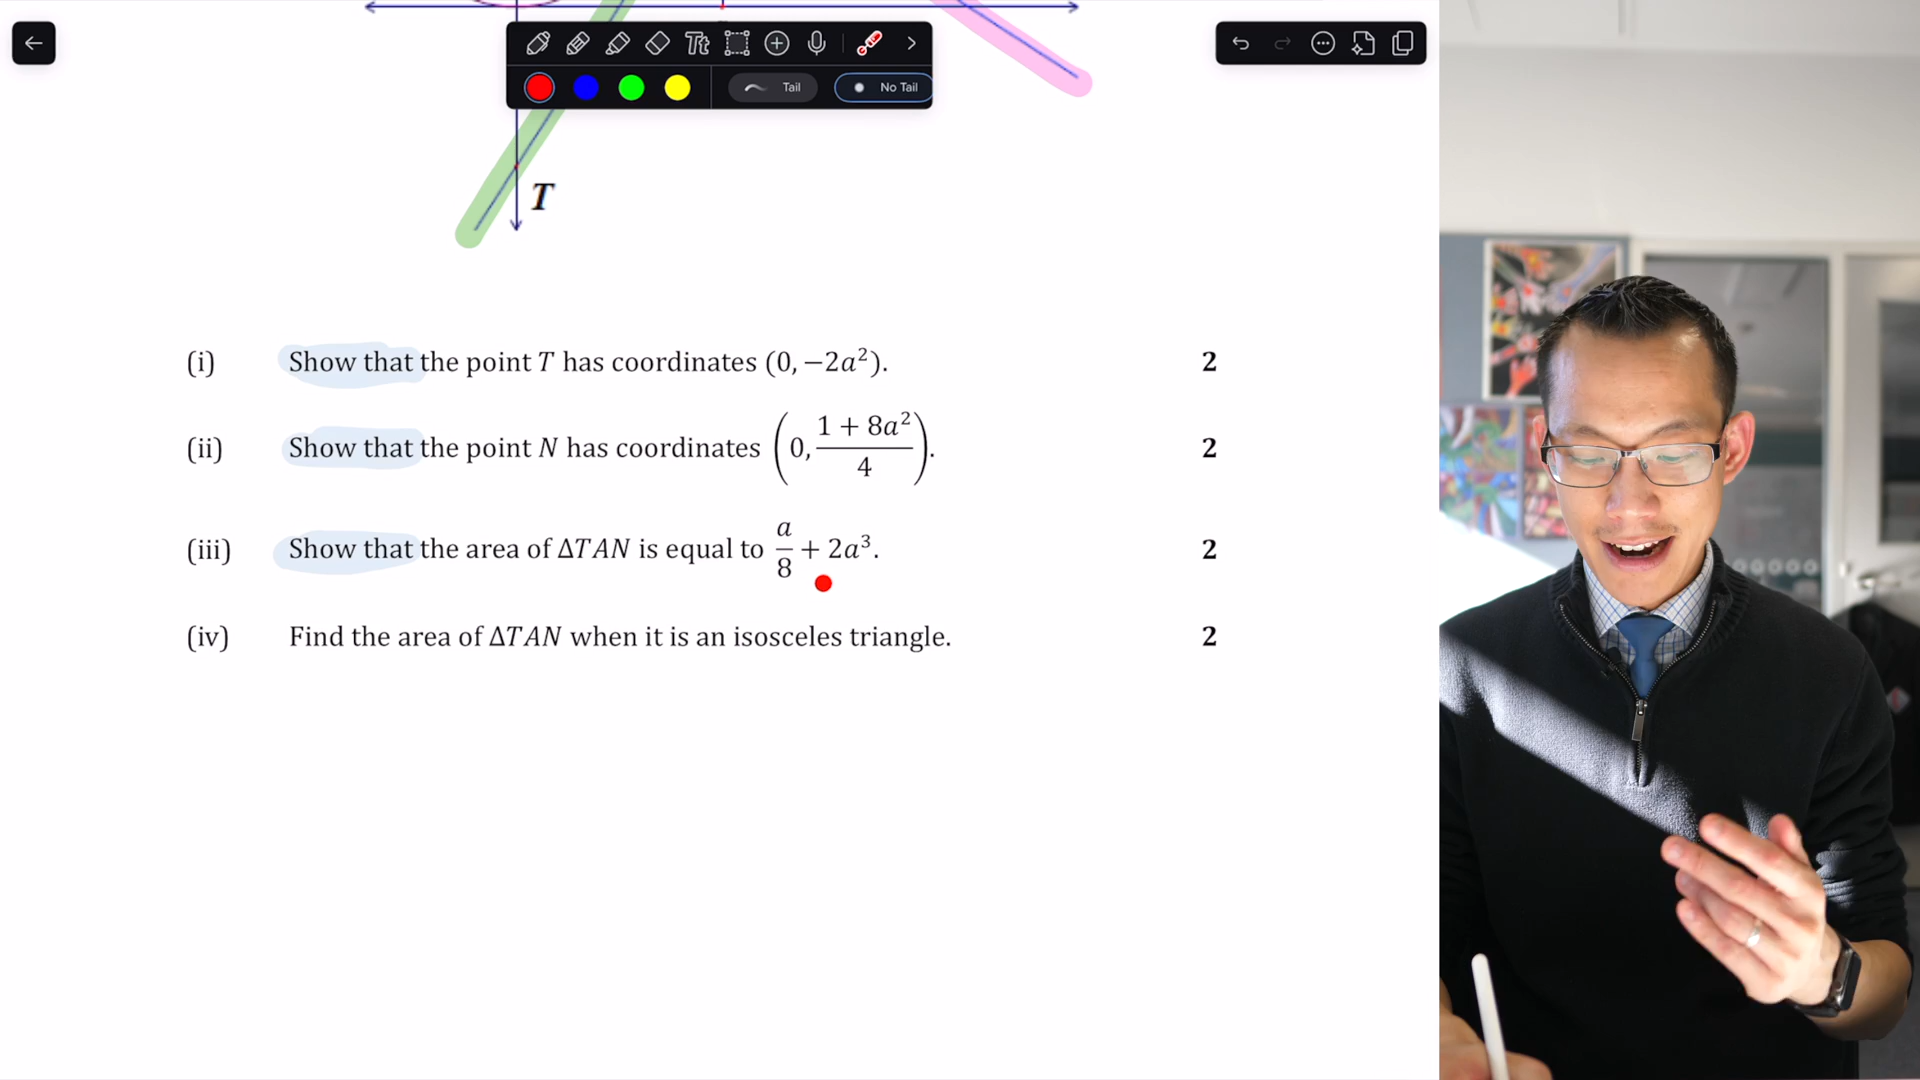 Tt
Tail
No Tail
T
(i) Show that the point T has coordinates (0, −2a²). 2
(ii) Show that the point N has coordinates (0, (1 + 8a²)/4). 2
(iii) Show that the area of ΔTAN is equal to a/8 + 2a³. 2
(iv) Find the area of ΔTAN when it is an isosceles triangle. 2